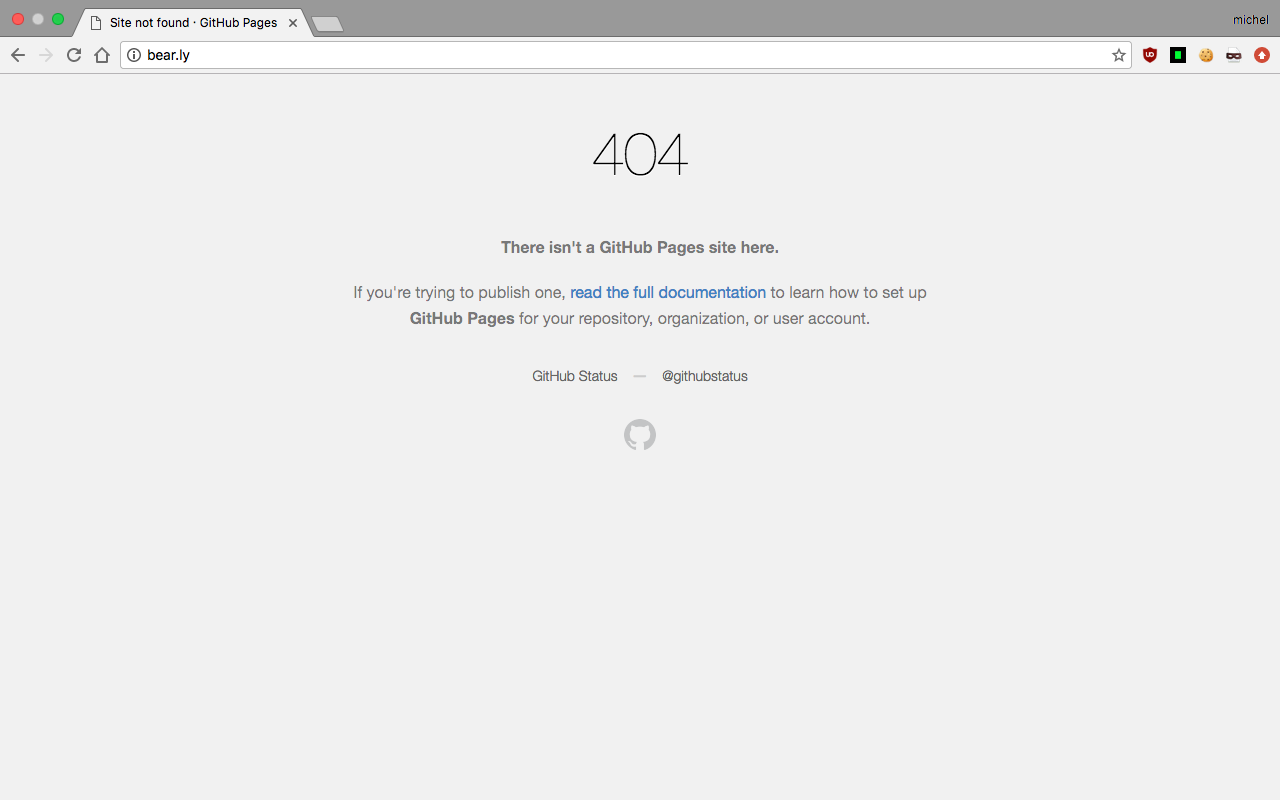 Site not found · GitHub Pages
michel
bear.ly
404
There isn't a GitHub Pages site here.
If you're trying to publish one, read the full documentation to learn how to set up
GitHub Pages for your repository, organization, or user account.
GitHub Status — @githubstatus